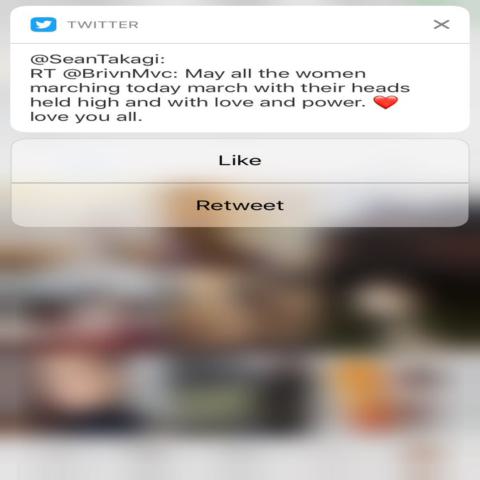 TWITTER
@SeanTakagi:
RT @BrivnMvc: May all the women
marching today march with their heads
held high and with love and power. ❤️
love you all.
Like
Retweet